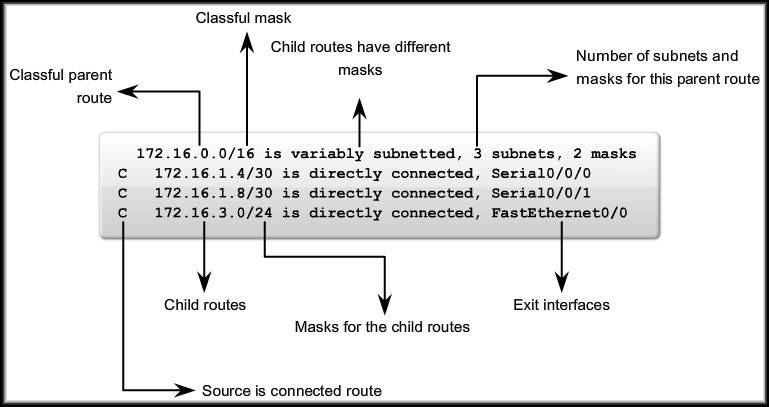 Classful mask
Child routes have different
masks
Number of subnets and
masks for this parent route
Classful parent
route
172.16.0.0/16 is variably subnetted, 3 subnets, 2 masks
C 172.16.1.4/30 is directly connected, Serial0/0/0
C 172.16.1.8/30 is directly connected, Serial0/0/1
C 172.16.3.0/24 is directly connected, FastEthernet0/0
Child routes
Masks for the child routes
Exit interfaces
Source is connected route